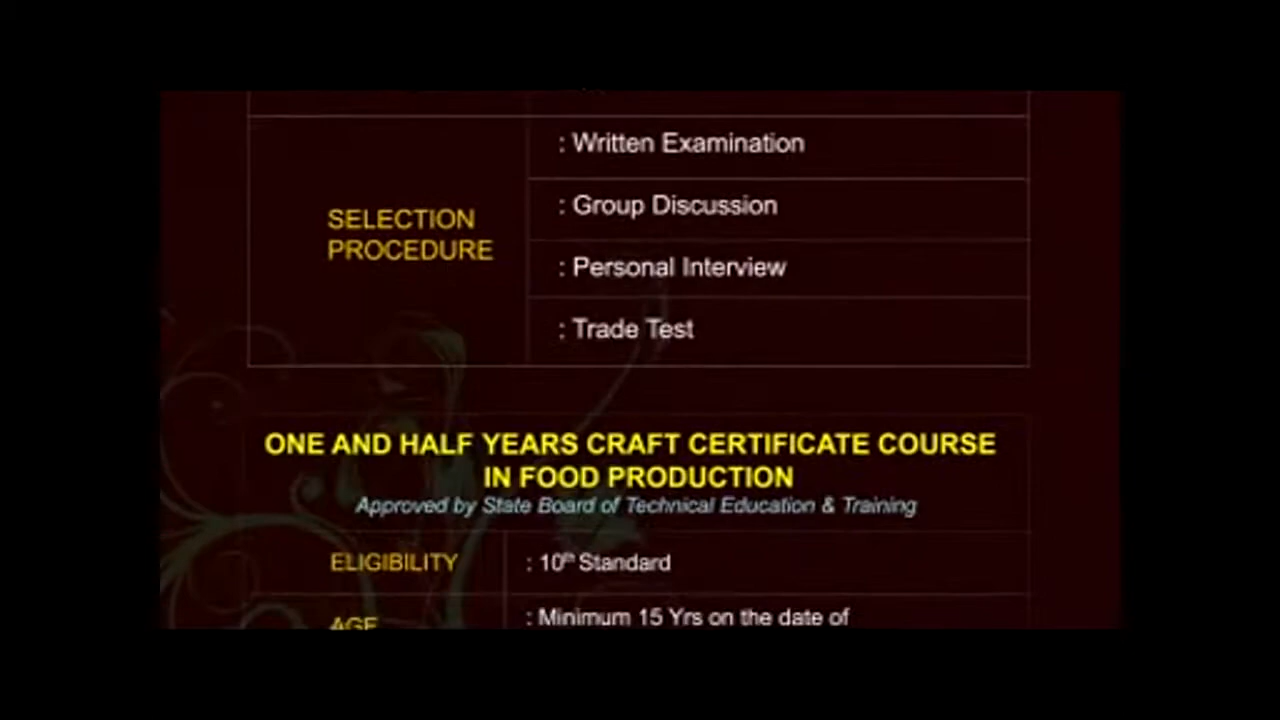 : Written Examination
: Group Discussion
SELECTION
PROCEDURE
: Personal Interview
: Trade Test
ONE AND HALF YEARS CRAFT CERTIFICATE COURSE
IN FOOD PRODUCTION
Approved by State Board of Technical Education & Training
ELIGIBILITY : 10th Standard
AGE : Minimum 15 Yrs on the date of